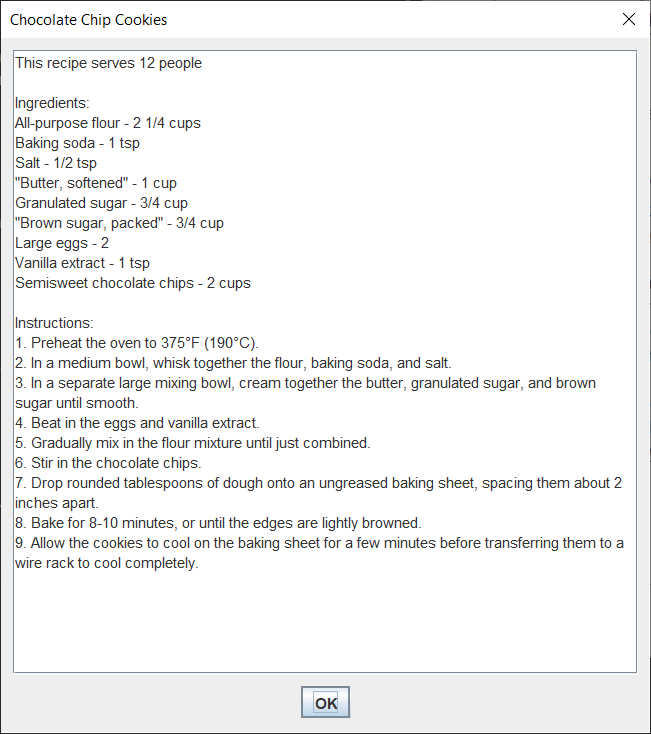 Chocolate Chip Cookies
This recipe serves 12 people
Ingredients:
All-purpose flour - 2 1/4 cups
Baking soda - 1 tsp
Salt - 1/2 tsp
"Butter, softened" - 1 cup
Granulated sugar - 3/4 cup
"Brown sugar, packed" - 3/4 cup
Large eggs - 2
Vanilla extract - 1 tsp
Semisweet chocolate chips - 2 cups
Instructions:
1. Preheat the oven to 375°F (190°C).
2. In a medium bowl, whisk together the flour, baking soda, and salt.
3. In a separate large mixing bowl, cream together the butter, granulated sugar, and brown
sugar until smooth.
4. Beat in the eggs and vanilla extract.
5. Gradually mix in the flour mixture until just combined.
6. Stir in the chocolate chips.
7. Drop rounded tablespoons of dough onto an ungreased baking sheet, spacing them about 2
inches apart.
8. Bake for 8-10 minutes, or until the edges are lightly browned.
9. Allow the cookies to cool on the baking sheet for a few minutes before transferring them to a
wire rack to cool completely.
OK